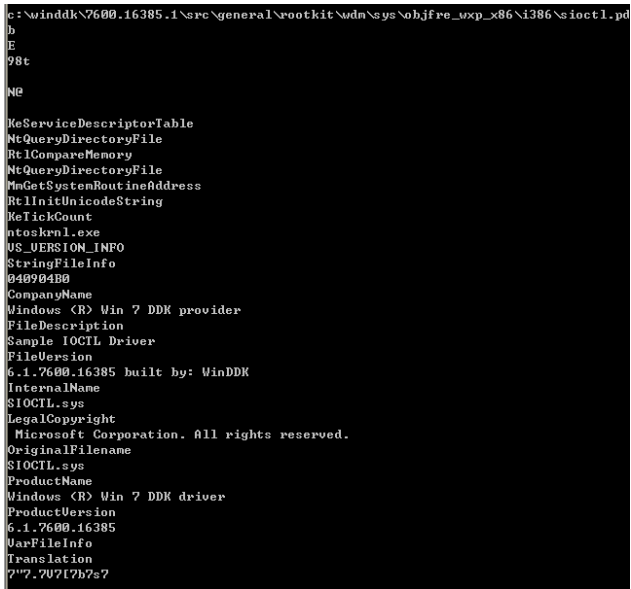 c:\winddk\7600.16385.1\src\general\rootkit\wdm\sys\objfre_wxp_x86\i386\sioctl.pd
b
E
98t
N@
KeServiceDescriptorTable
NtQueryDirectoryFile
RtlCompareMemory
NtQueryDirectoryFile
MmGetSystemRoutineAddress
RtlInitUnicodeString
KeTickCount
ntoskrnl.exe
VS_VERSION_INFO
StringFileInfo
040904B0
CompanyName
Windows (R) Win 7 DDK provider
FileDescription
Sample IOCTL Driver
FileVersion
6.1.7600.16385 built by: WinDDK
InternalName
SIOCTL.sys
LegalCopyright
Microsoft Corporation. All rights reserved.
OriginalFilename
SIOCTL.sys
ProductName
Windows (R) Win 7 DDK driver
ProductVersion
6.1.7600.16385
VarFileInfo
Translation
7"7.7V7[7b7s7